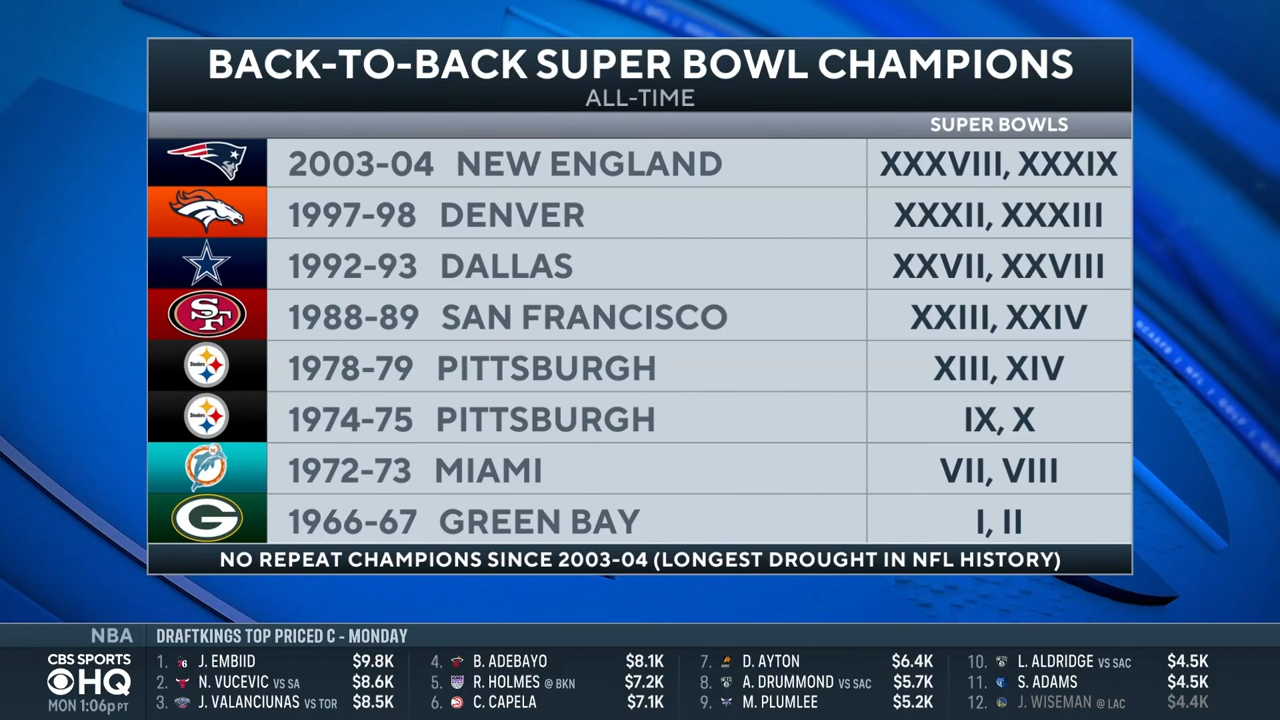 BACK-TO-BACK SUPER BOWL CHAMPIONS
ALL-TIME
SUPER BOWLS
2003-04 NEW ENGLAND XXXVIII, XXXIX
1997-98 DENVER XXXII, XXXIII
1992-93 DALLAS XXVII, XXVIII
SF 1988-89 SAN FRANCISCO XXIII, XXIV
Steelers 1978-79 PITTSBURGH XIII, XIV
Steelers 1974-75 PITTSBURGH IX, X
1972-73 MIAMI VII, VIII
G 1966-67 GREEN BAY I, II
NO REPEAT CHAMPIONS SINCE 2003-04 (LONGEST DROUGHT IN NFL HISTORY)
NBA DRAFTKINGS TOP PRICED C - MONDAY
CBS SPORTS
HQ
MON 1:06p PT
1. J. EMBIID $9.8K
2. N. VUCEVIC VS SA $8.6K
3. J. VALANCIUNAS VS TOR $8.5K
4. B. ADEBAYO $8.1K
5. R. HOLMES @ BKN $7.2K
6. C. CAPELA $7.1K
7. D. AYTON $6.4K
8. A. DRUMMOND VS SAC $5.7K
9. M. PLUMLEE $5.2K
10. L. ALDRIDGE VS SAC $4.5K
11. S. ADAMS $4.5K
12. J. WISEMAN @ LAC $4.4K